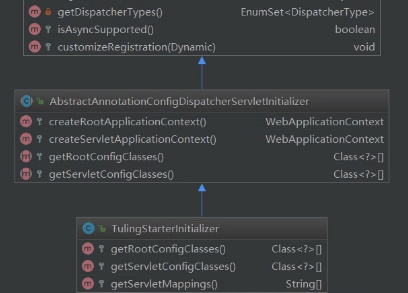 getDispatcherTypes() EnumSet<DispatcherType>
isAsyncSupported() boolean
customizeRegistration(Dynamic) void
AbstractAnnotationConfigDispatcherServletInitializer
createRootApplicationContext() WebApplicationContext
createServletApplicationContext() WebApplicationContext
getRootConfigClasses() Class<?>[]
getServletConfigClasses() Class<?>[]
TulingStarterInitializer
getRootConfigClasses() Class<?>[]
getServletConfigClasses() Class<?>[]
getServletMappings() String[]